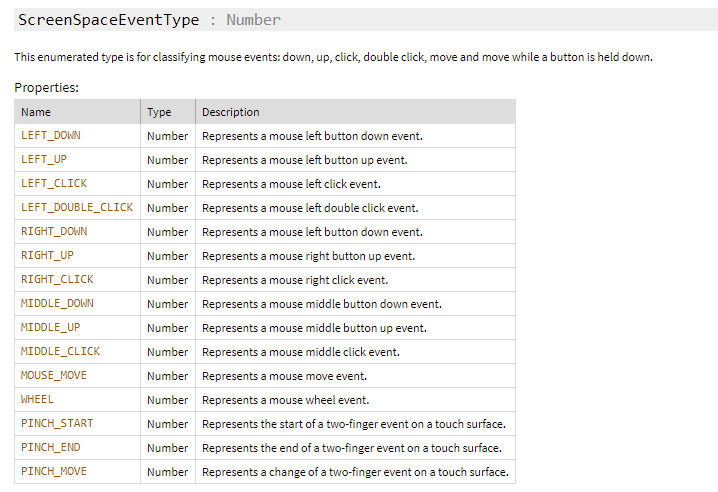 ScreenSpaceEventType : Number
This enumerated type is for classifying mouse events: down, up, click, double click, move and move while a button is held down.
Properties:
Name Type Description
LEFT_DOWN Number Represents a mouse left button down event.
LEFT_UP Number Represents a mouse left button up event.
LEFT_CLICK Number Represents a mouse left click event.
LEFT_DOUBLE_CLICK Number Represents a mouse left double click event.
RIGHT_DOWN Number Represents a mouse left button down event.
RIGHT_UP Number Represents a mouse right button up event.
RIGHT_CLICK Number Represents a mouse right click event.
MIDDLE_DOWN Number Represents a mouse middle button down event.
MIDDLE_UP Number Represents a mouse middle button up event.
MIDDLE_CLICK Number Represents a mouse middle click event.
MOUSE_MOVE Number Represents a mouse move event.
WHEEL Number Represents a mouse wheel event.
PINCH_START Number Represents the start of a two-finger event on a touch surface.
PINCH_END Number Represents the end of a two-finger event on a touch surface.
PINCH_MOVE Number Represents a change of a two-finger event on a touch surface.